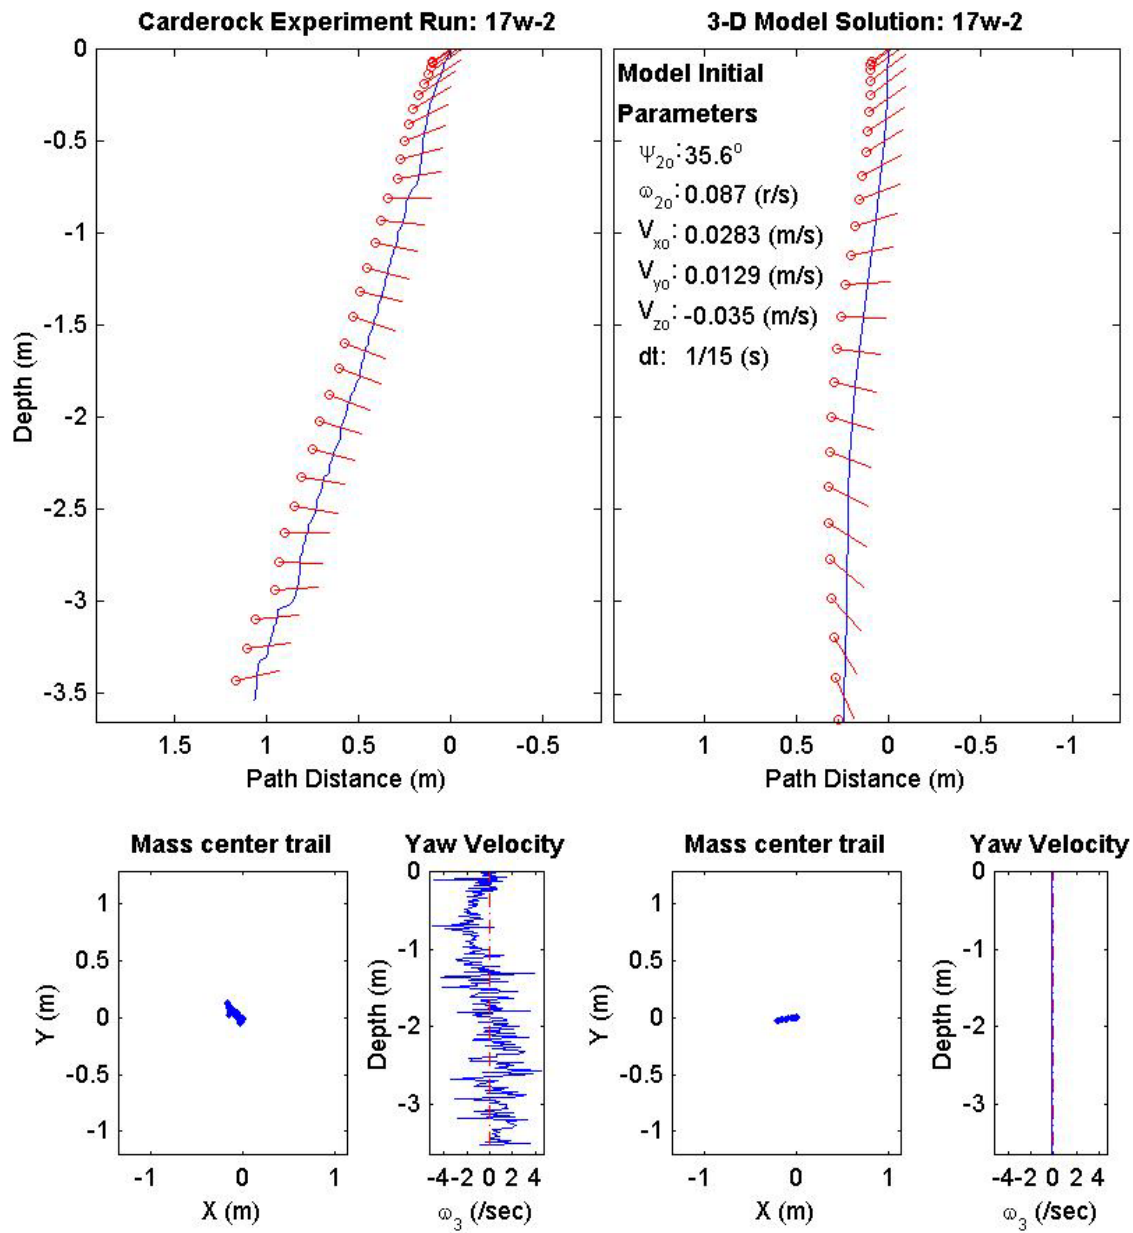 Carderock Experiment Run: 17w-2
0
-0.5
-1
-1.5
-2
-2.5
-3
-3.5
Depth (m)
1.5 1 0.5 0 -0.5
Path Distance (m)
3-D Model Solution: 17w-2
Model Initial
Parameters
Ψ2o: 35.6o
ω2o: 0.087 (r/s)
Vxo: 0.0283 (m/s)
Vyo: 0.0129 (m/s)
Vzo: -0.035 (m/s)
dt: 1/15 (s)
1 0.5 0 -0.5 -1
Path Distance (m)
Mass center trail
1
0.5
0
-0.5
-1
Y (m)
-1 0 1
X (m)
Yaw Velocity
0
-1
-2
-3
Depth (m)
-4 -2 0 2 4
ω3 (/sec)
Mass center trail
1
0.5
0
-0.5
-1
Y (m)
-1 0 1
X (m)
Yaw Velocity
0
-1
-2
-3
Depth (m)
-4 -2 0 2 4
ω3 (/sec)